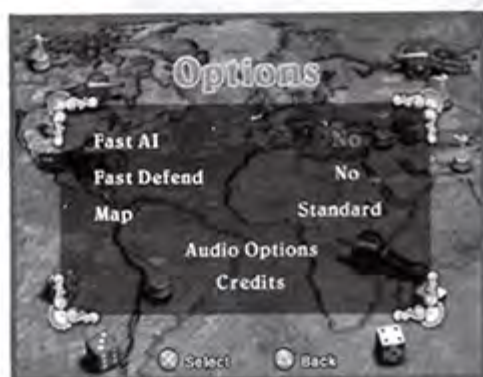 Options
Fast AI No
Fast Defend No
Map Standard
Audio Options
Credits
Select Back